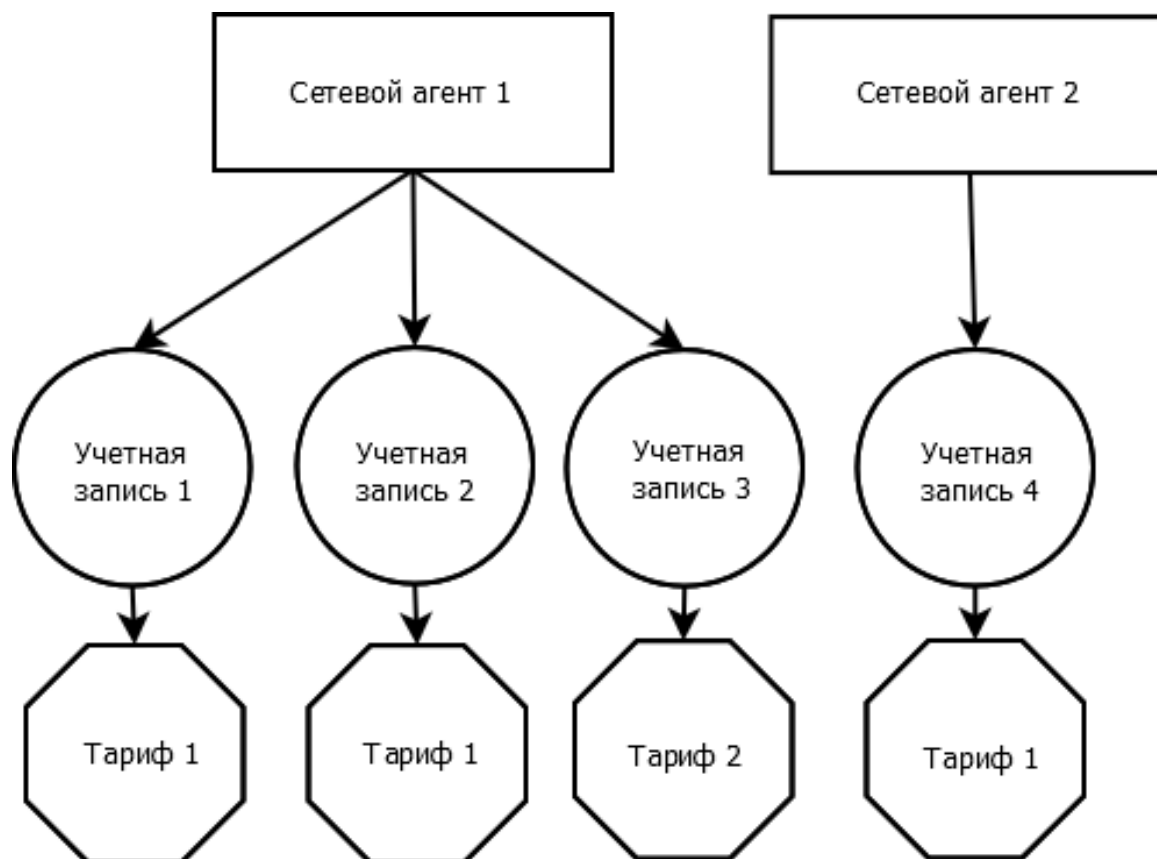 Сетевой агент 1
Сетевой агент 2
Учетная
запись 1
Учетная
запись 2
Учетная
запись 3
Учетная
запись 4
Тариф 1
Тариф 1
Тариф 2
Тариф 1